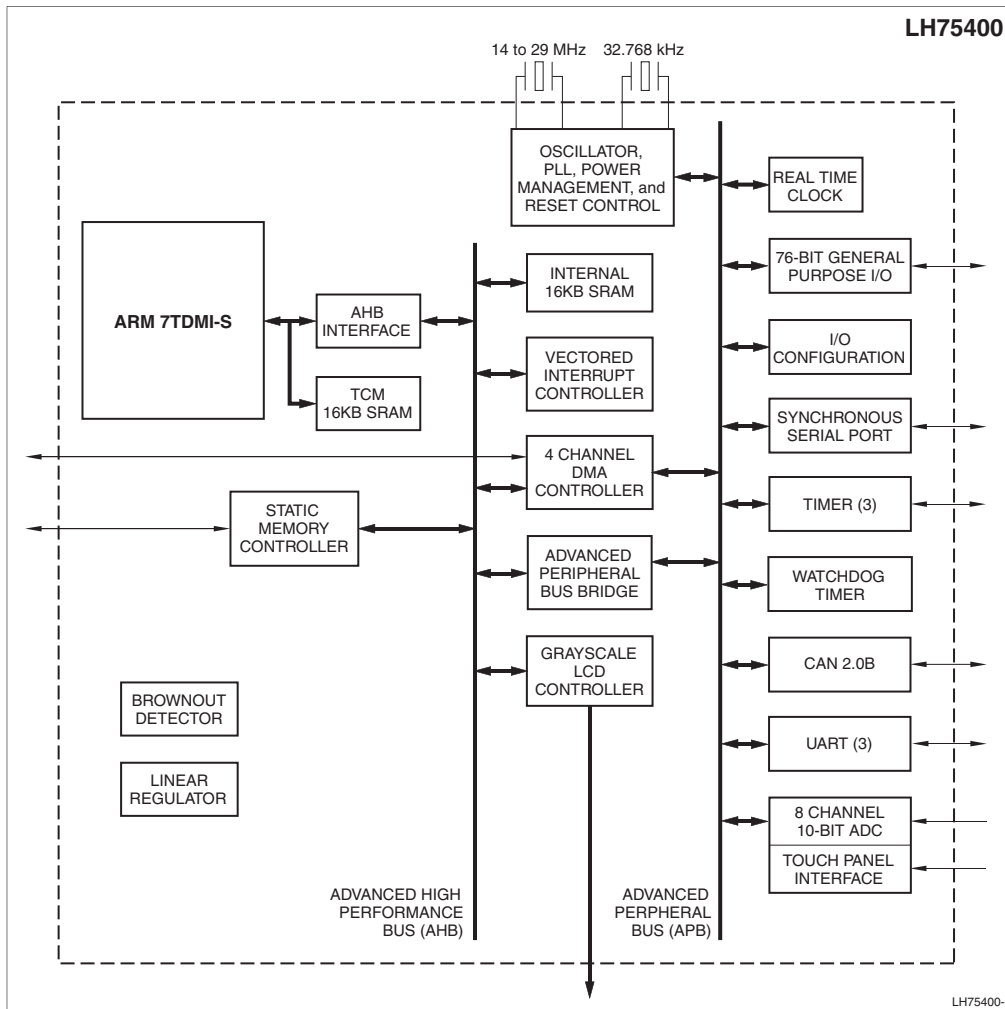 LH75400
14 to 29 MHz
32.768 kHz
OSCILLATOR,
PLL, POWER
MANAGEMENT, and
RESET CONTROL
REAL TIME
CLOCK
ARM 7TDMI-S
AHB
INTERFACE
TCM
16KB SRAM
INTERNAL
16KB SRAM
76-BIT GENERAL
PURPOSE I/O
VECTORED
INTERRUPT
CONTROLLER
I/O
CONFIGURATION
4 CHANNEL
DMA
CONTROLLER
SYNCHRONOUS
SERIAL PORT
STATIC
MEMORY
CONTROLLER
TIMER (3)
ADVANCED
PERIPHERAL
BUS BRIDGE
WATCHDOG
TIMER
GRAYSCALE
LCD
CONTROLLER
CAN 2.0B
BROWNOUT
DETECTOR
UART (3)
LINEAR
REGULATOR
8 CHANNEL
10-BIT ADC
TOUCH PANEL
INTERFACE
ADVANCED HIGH
PERFORMANCE
BUS (AHB)
ADVANCED
PERPHERAL
BUS (APB)
LH75400-